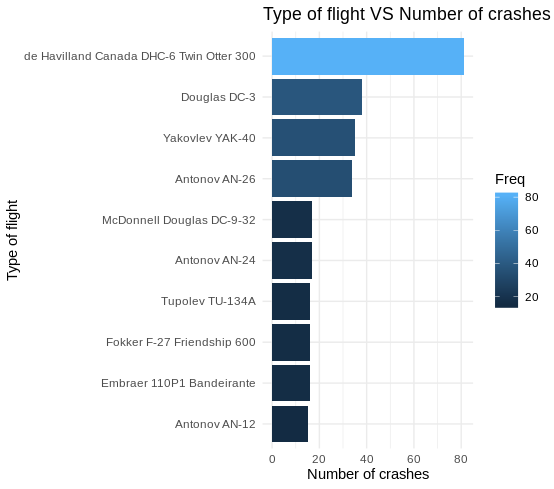 Type of flight VS Number of crashes
de Havilland Canada DHC-6 Twin Otter 300
Douglas DC-3
Yakovlev YAK-40
Antonov AN-26
McDonnell Douglas DC-9-32
Antonov AN-24
Tupolev TU-134A
Fokker F-27 Friendship 600
Embraer 110P1 Bandeirante
Antonov AN-12
Type of flight
0 20 40 60 80
Number of crashes
Freq
80
60
40
20